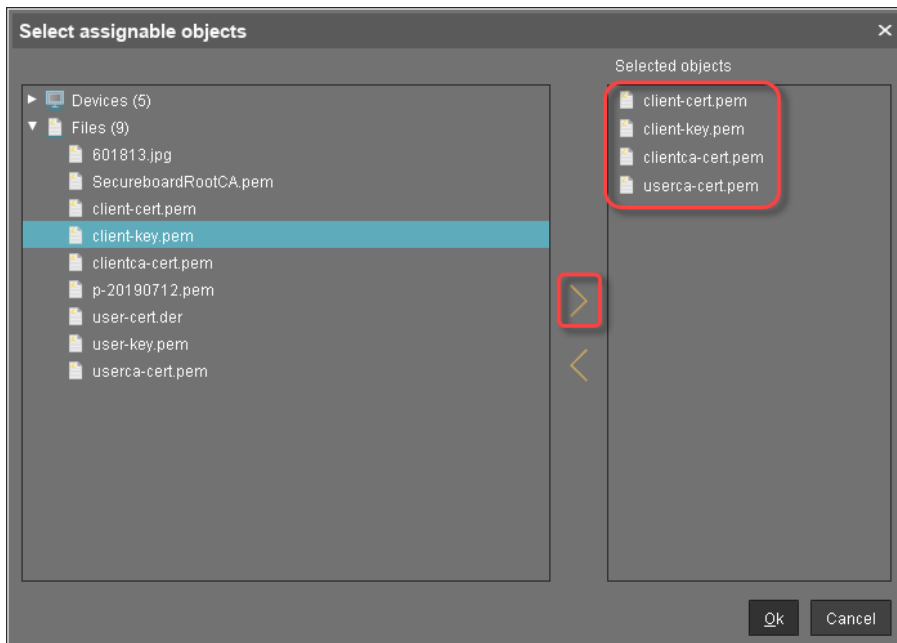 Select assignable objects
Selected objects
Devices (5)
Files (9)
601813.jpg
SecureboardRootCA.pem
client-cert.pem
client-key.pem
clientca-cert.pem
p-20190712.pem
user-cert.der
user-key.pem
userca-cert.pem
client-cert.pem
client-key.pem
clientca-cert.pem
userca-cert.pem
Ok
Cancel